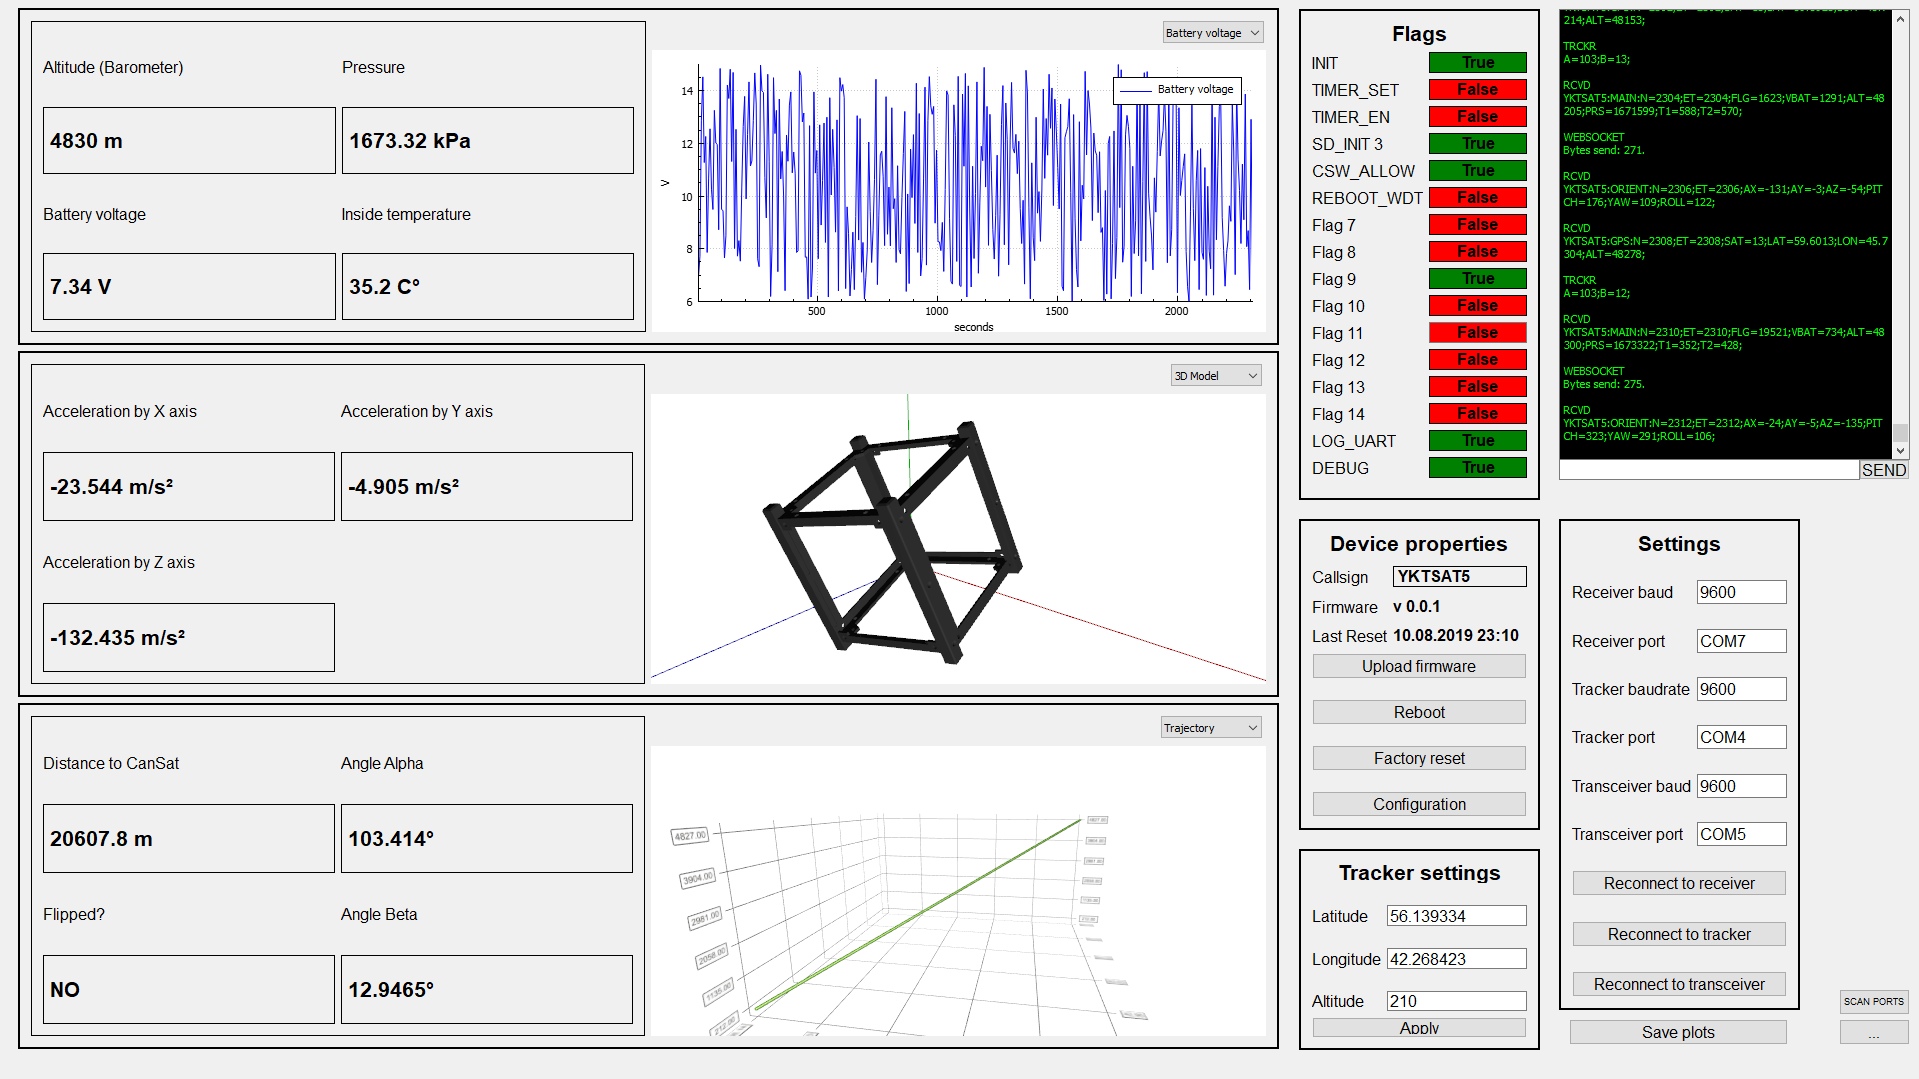 Altitude (Barometer)
Pressure
4830 m
1673.32 kPa
Battery voltage
Inside temperature
7.34 V
35.2 C°
Battery voltage
Battery voltage
14
12
10
8
6
V
500
1000
1500
2000
seconds
Acceleration by X axis
Acceleration by Y axis
-23.544 m/s²
-4.905 m/s²
Acceleration by Z axis
-132.435 m/s²
3D Model
Distance to CanSat
Angle Alpha
20607.8 m
103.414°
Flipped?
Angle Beta
NO
12.9465°
Trajectory
4827.00
3904.00
2981.00
2058.00
1135.00
212.00
Flags
INIT True
TIMER_SET False
TIMER_EN False
SD_INIT 3 True
CSW_ALLOW True
REBOOT_WDT False
Flag 7 False
Flag 8 False
Flag 9 True
Flag 10 False
Flag 11 False
Flag 12 False
Flag 13 False
Flag 14 False
LOG_UART True
DEBUG True
Device properties
Callsign YKTSAT5
Firmware v 0.0.1
Last Reset 10.08.2019 23:10
Upload firmware
Reboot
Factory reset
Configuration
Tracker settings
Latitude 56.139334
Longitude 42.268423
Altitude 210
Apply
214;ALT=48153;
TRCKR
A=103;B=13;
RCVD
YKTSAT5:MAIN:N=2304;ET=2304;FLG=1623;VBAT=1291;ALT=48
205;PRS=1671599;T1=588;T2=570;
WEBSOCKET
Bytes send: 271.
RCVD
YKTSAT5:ORIENT:N=2306;ET=2306;AX=-131;AY=-3;AZ=-54;PIT
CH=176;YAW=109;ROLL=122;
RCVD
YKTSAT5:GPS:N=2308;ET=2308;SAT=13;LAT=59.6013;LON=45.7
304;ALT=48278;
TRCKR
A=103;B=12;
RCVD
YKTSAT5:MAIN:N=2310;ET=2310;FLG=19521;VBAT=734;ALT=48
300;PRS=1673322;T1=352;T2=428;
WEBSOCKET
Bytes send: 275.
RCVD
YKTSAT5:ORIENT:N=2312;ET=2312;AX=-24;AY=-5;AZ=-135;PIT
CH=323;YAW=291;ROLL=106;
SEND
Settings
Receiver baud 9600
Receiver port COM7
Tracker baudrate 9600
Tracker port COM4
Transceiver baud 9600
Transceiver port COM5
Reconnect to receiver
Reconnect to tracker
Reconnect to transceiver
Save plots
SCAN PORTS
...